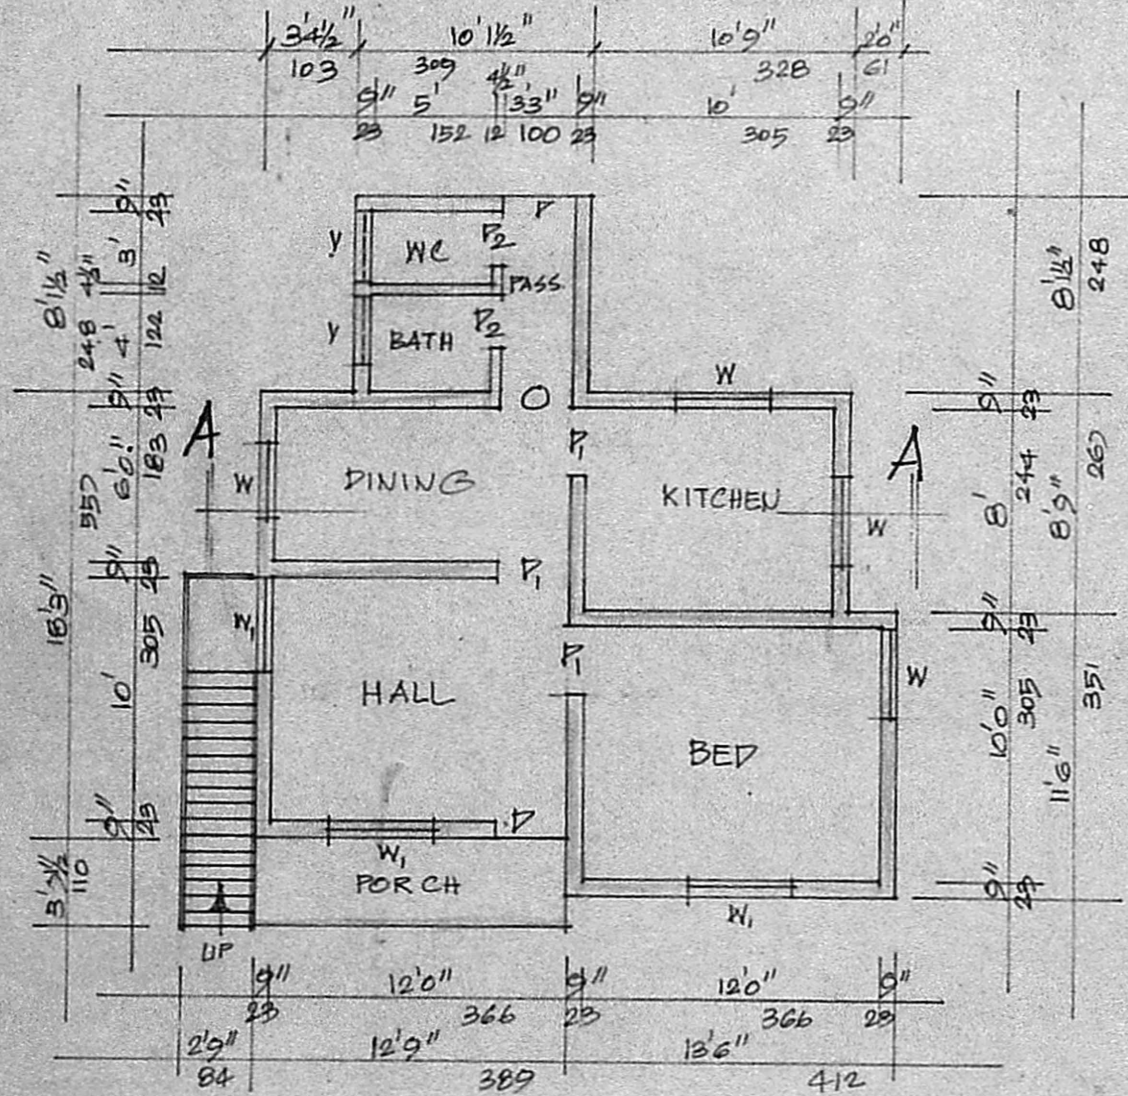 3'4½" 10'1½" 10'9" 2'0"
103 309 328 61
9" 5' 4½" 3'3" 9" 10' 9"
23 152 12 100 23 305 23
9" 23
3'
8'1½" 248
4½" 12
4' 122
9" 23
6'0" 183
557
9" 23
18'3"
10' 305
9" 23
3'7½ 110
8'1½" 248
9" 23
8' 244
8'9" 267
9" 23
10'0" 305
11'6" 351
9" 23
D
V WC D2
PASS
V BATH D2
O W
A D1 A
W DINING KITCHEN W
D1
W1
D1
HALL W
BED
D
W1
PORCH
W1
UP
9" 12'0" 9" 12'0" 9"
23 366 23 366 23
2'9" 12'9" 13'6"
84 389 412